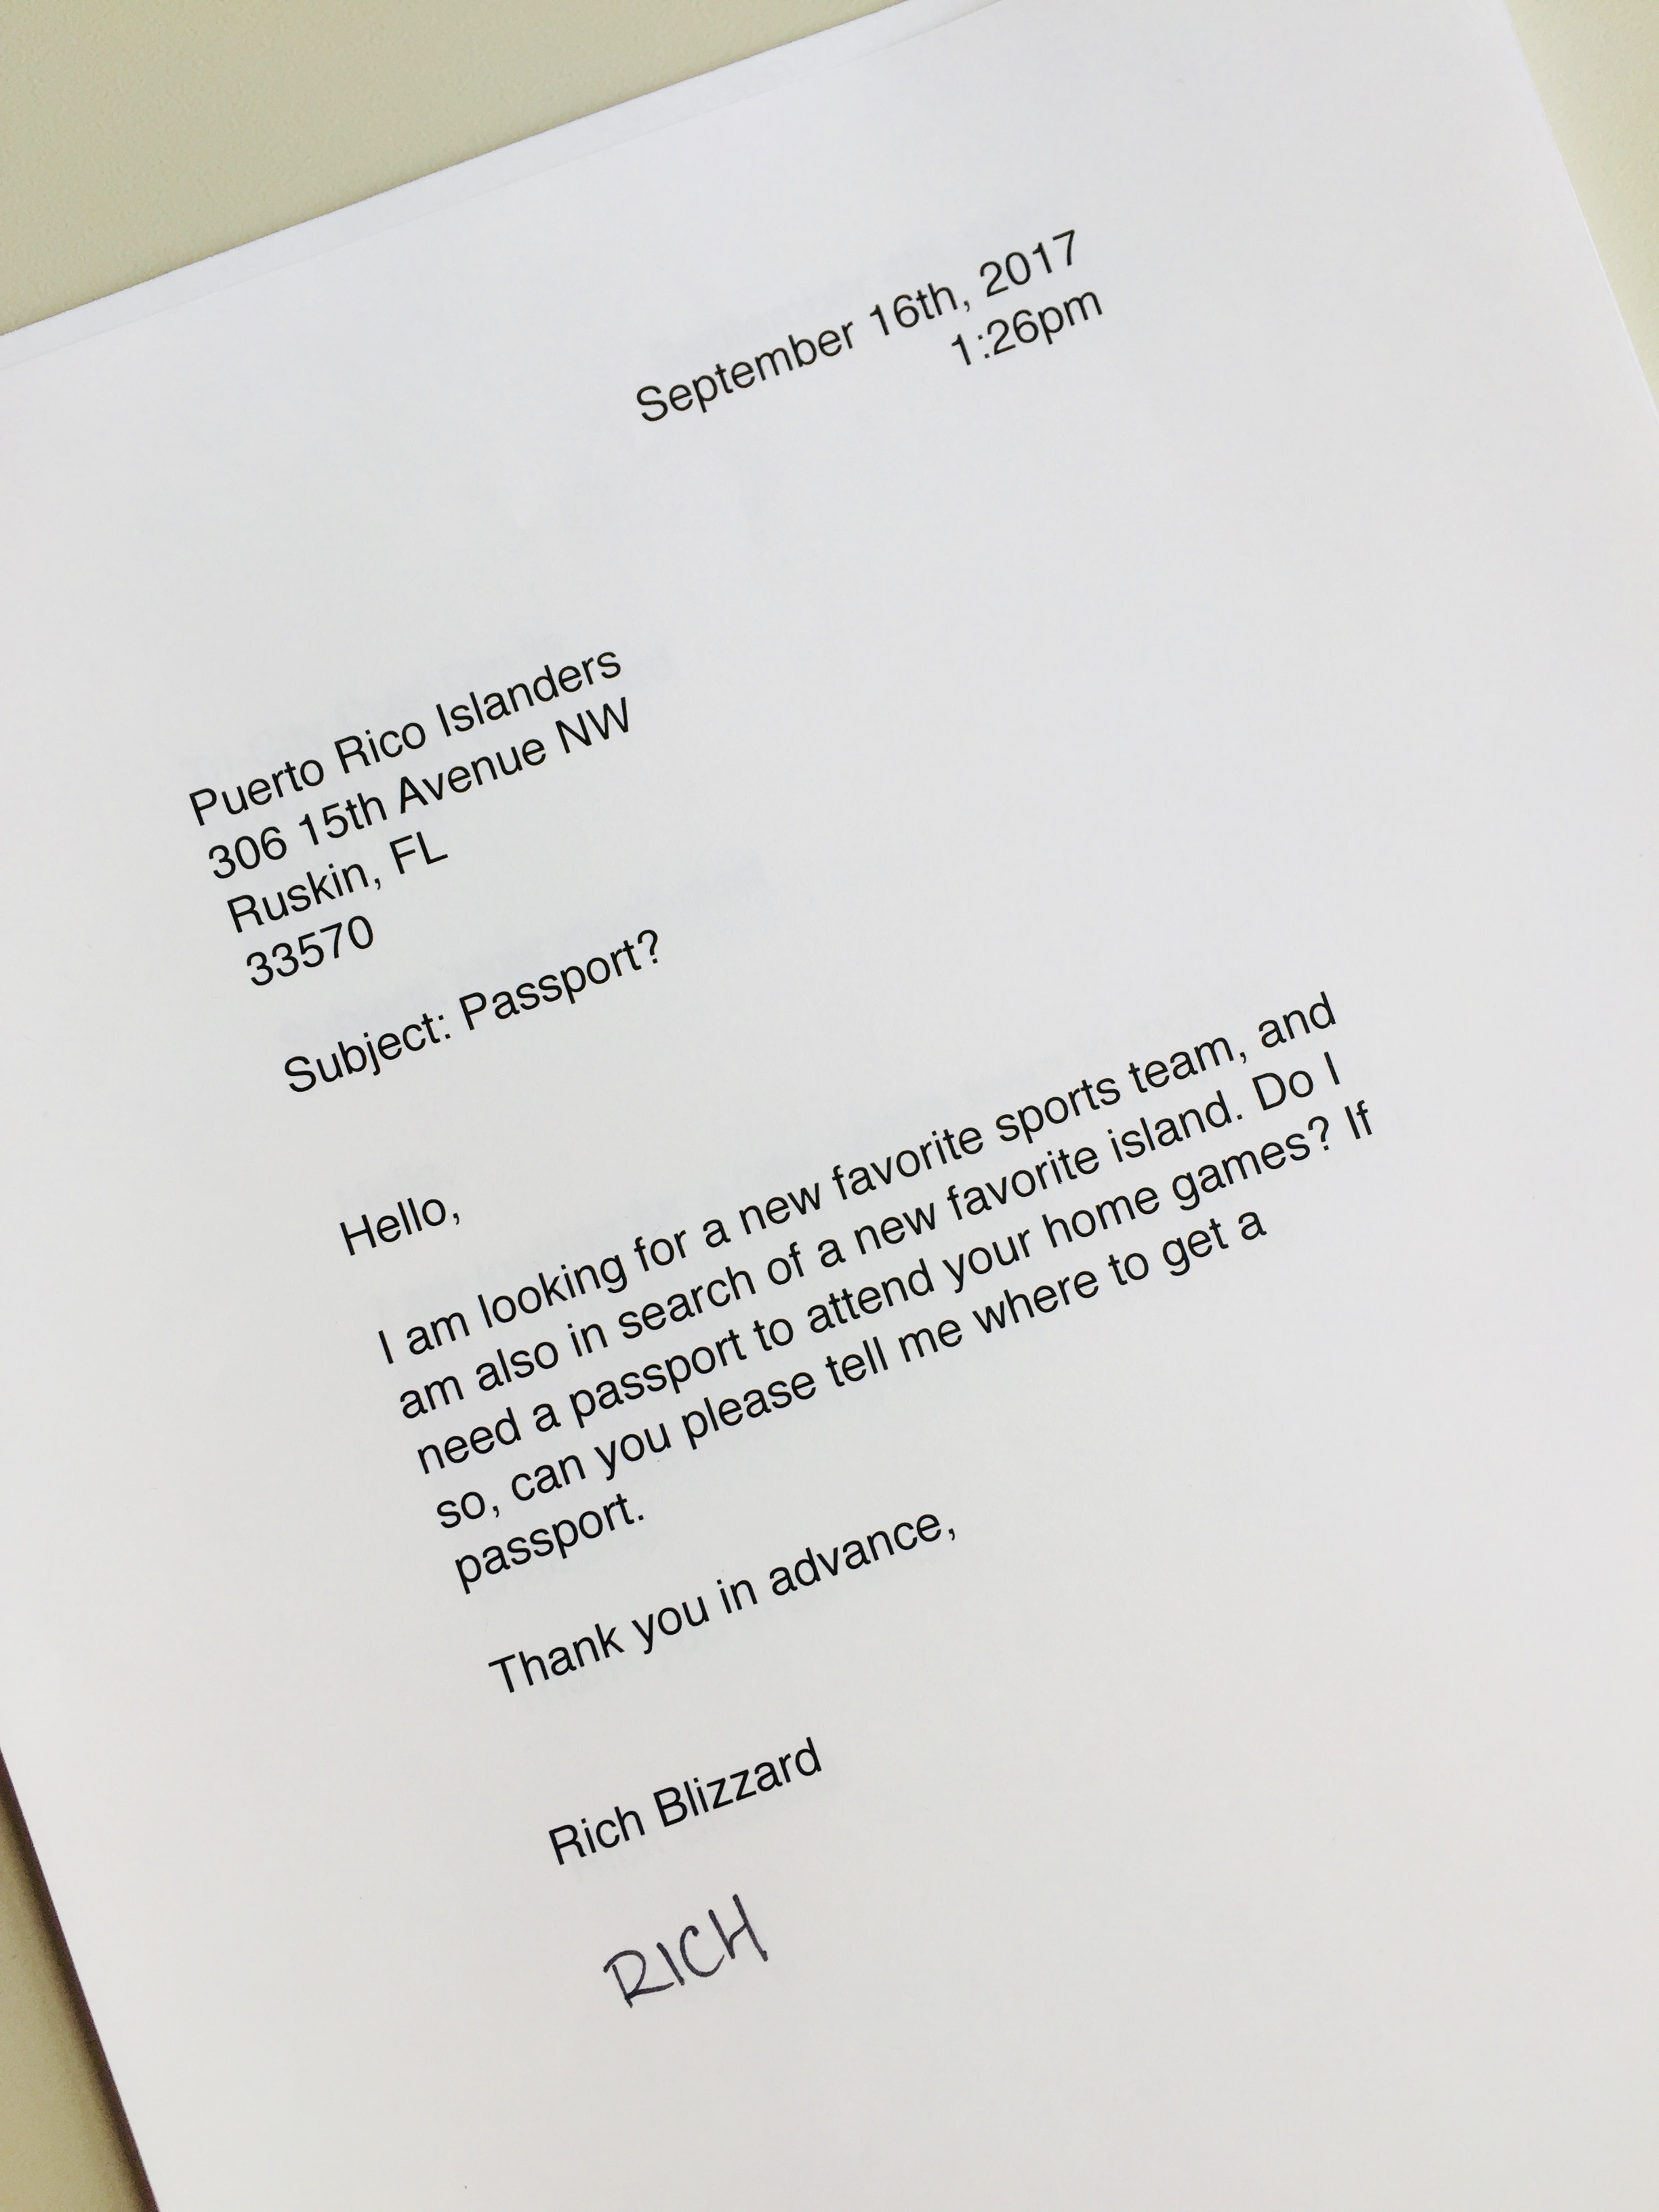 September 16th, 2017
1:26pm
Puerto Rico Islanders
306 15th Avenue NW
Ruskin, FL
33570
Subject: Passport?
Hello,
I am looking for a new favorite sports team, and
am also in search of a new favorite island. Do I
need a passport to attend your home games? If
so, can you please tell me where to get a
passport.
Thank you in advance,
Rich Blizzard
RICH